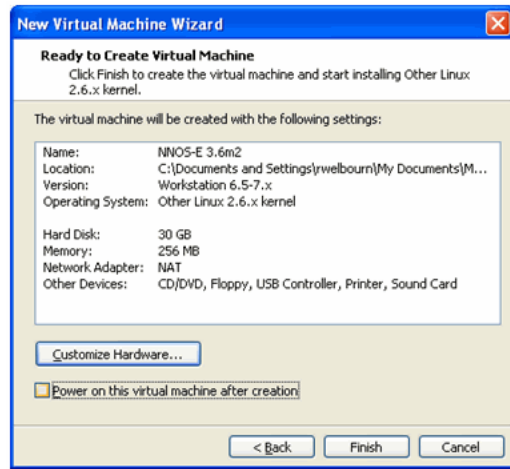 New Virtual Machine Wizard
Ready to Create Virtual Machine
Click Finish to create the virtual machine and start installing Other Linux
2.6.x kernel.
The virtual machine will be created with the following settings:
Name: NNOS-E 3.6m2
Location: C:\Documents and Settings\rwelbourn\My Documents\M...
Version: Workstation 6.5-7.x
Operating System: Other Linux 2.6.x kernel
Hard Disk: 30 GB
Memory: 256 MB
Network Adapter: NAT
Other Devices: CD/DVD, Floppy, USB Controller, Printer, Sound Card
Customize Hardware...
Power on this virtual machine after creation
< Back Finish Cancel